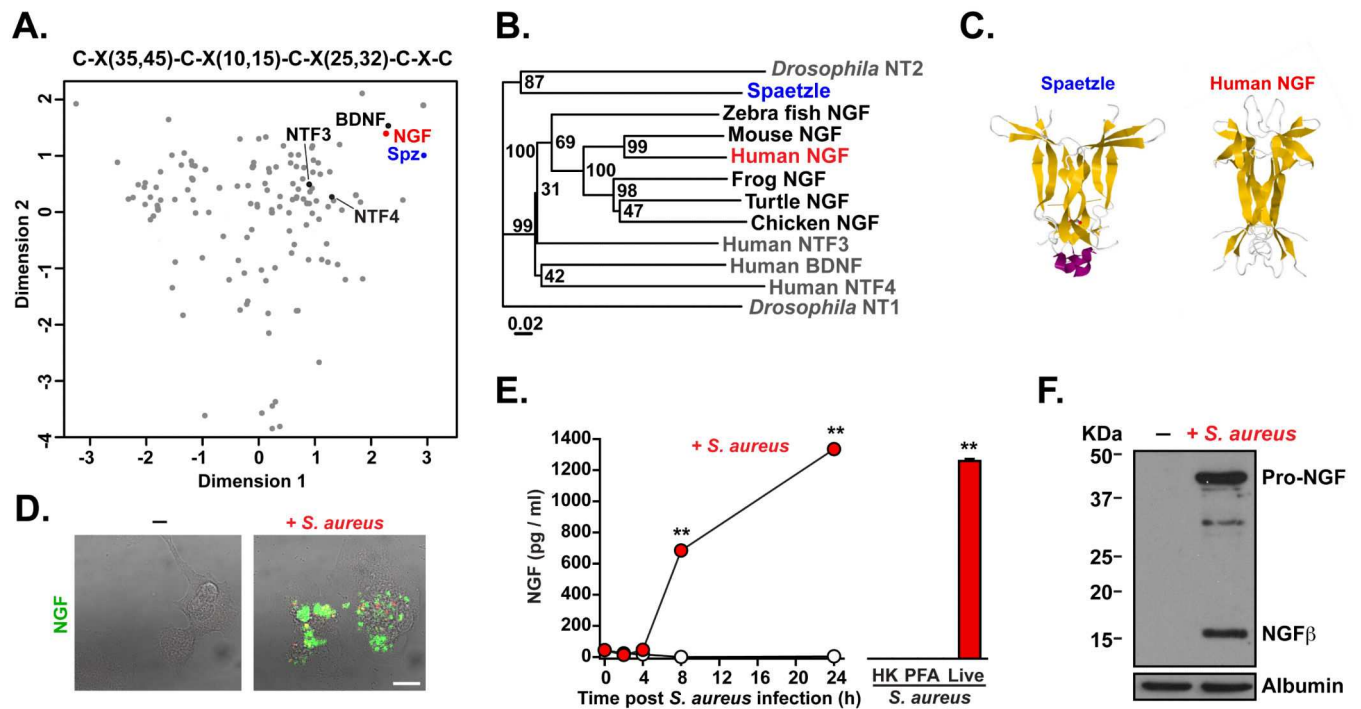 A.
C-X(35,45)-C-X(10,15)-C-X(25,32)-C-X-C
2
1
0
-1
-2
-3
-4
Dimension 2
BDNF
NTF3
NGF
Spz
NTF4
-3 -2 -1 0 1 2 3
Dimension 1
B.
Drosophila NT2
87
Spaetzle
Zebra fish NGF
Mouse NGF
69
99
100
Human NGF
100
Frog NGF
31
98
Turtle NGF
47
Chicken NGF
99
Human NTF3
Human BDNF
42
Human NTF4
Drosophila NT1
0.02
C.
Spaetzle
Human NGF
D.
–
+ S. aureus
NGF
E.
1400
1200
1000
800
600
400
200
0
NGF (pg / ml)
+ S. aureus
**
**
**
0 4 8 12 16 20 24
Time post S. aureus infection (h)
HK PFA Live
S. aureus
F.
KDa
– + S. aureus
50
37
25
20
15
Pro-NGF
NGFβ
Albumin